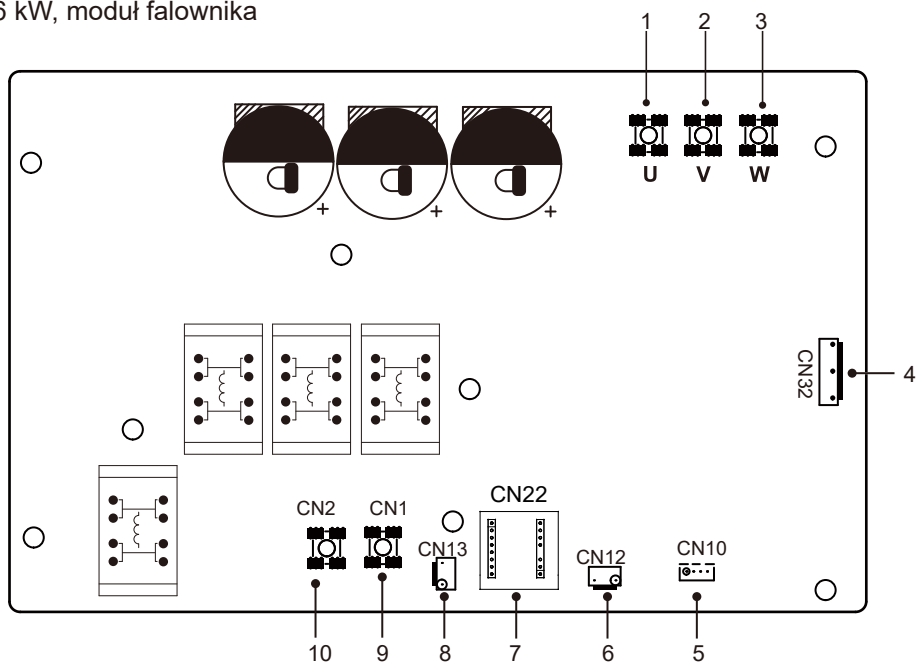 6 kW, moduł falownika
1 2 3
U V W
CN32
4
CN2 CN1 CN22
CN13 CN12 CN10
10 9 8 7 6 5